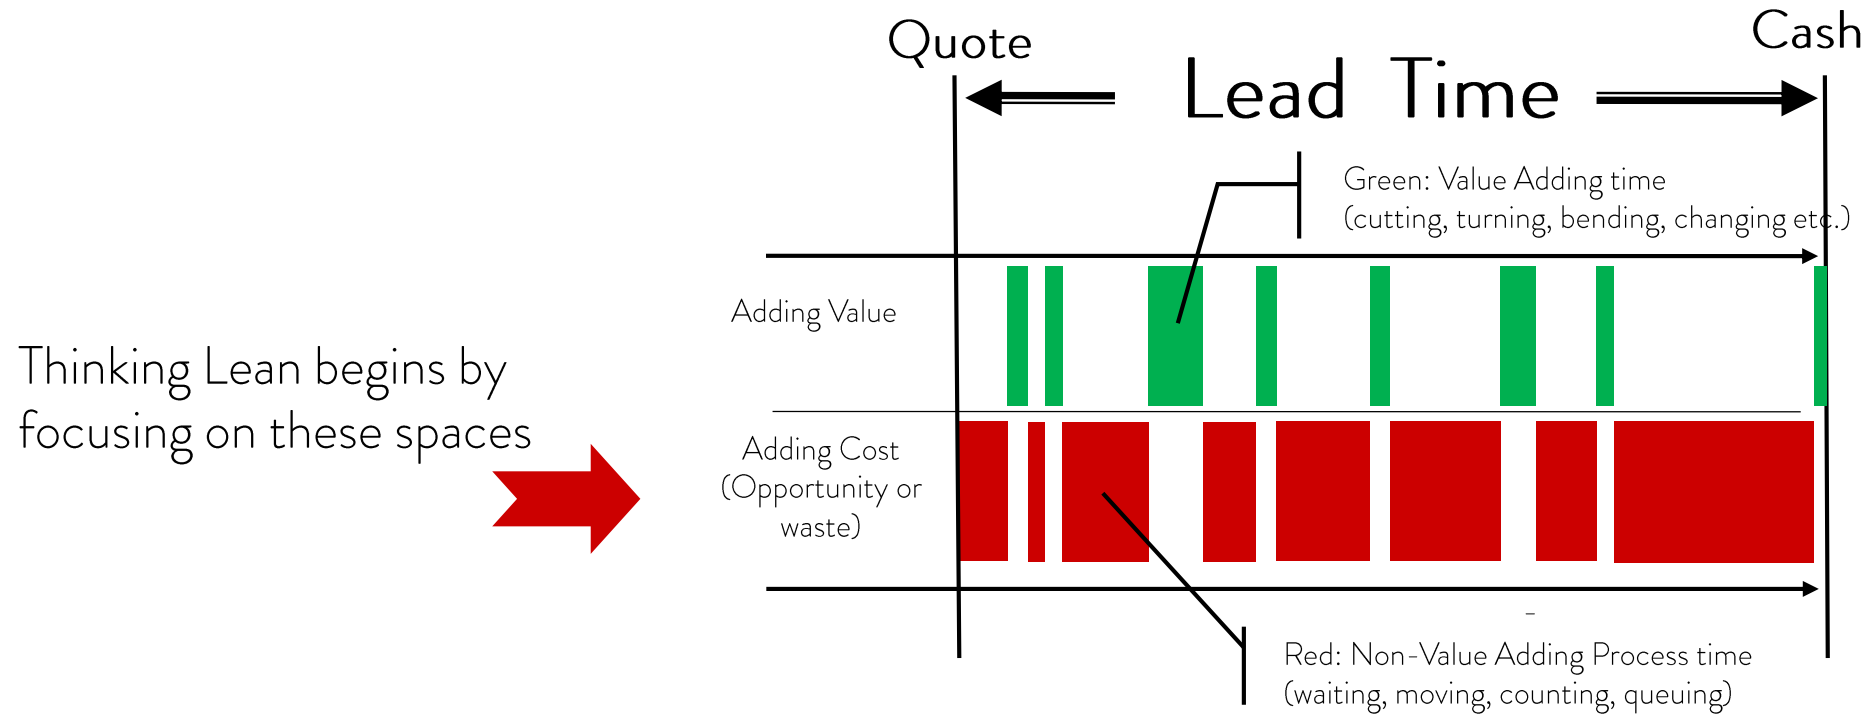 Quote
Cash
Lead Time
Green: Value Adding time
(cutting, turning, bending, changing etc.)
Adding Value
Thinking Lean begins by
focusing on these spaces
Adding Cost
(Opportunity or
waste)
Red: Non-Value Adding Process time
(waiting, moving, counting, queuing)